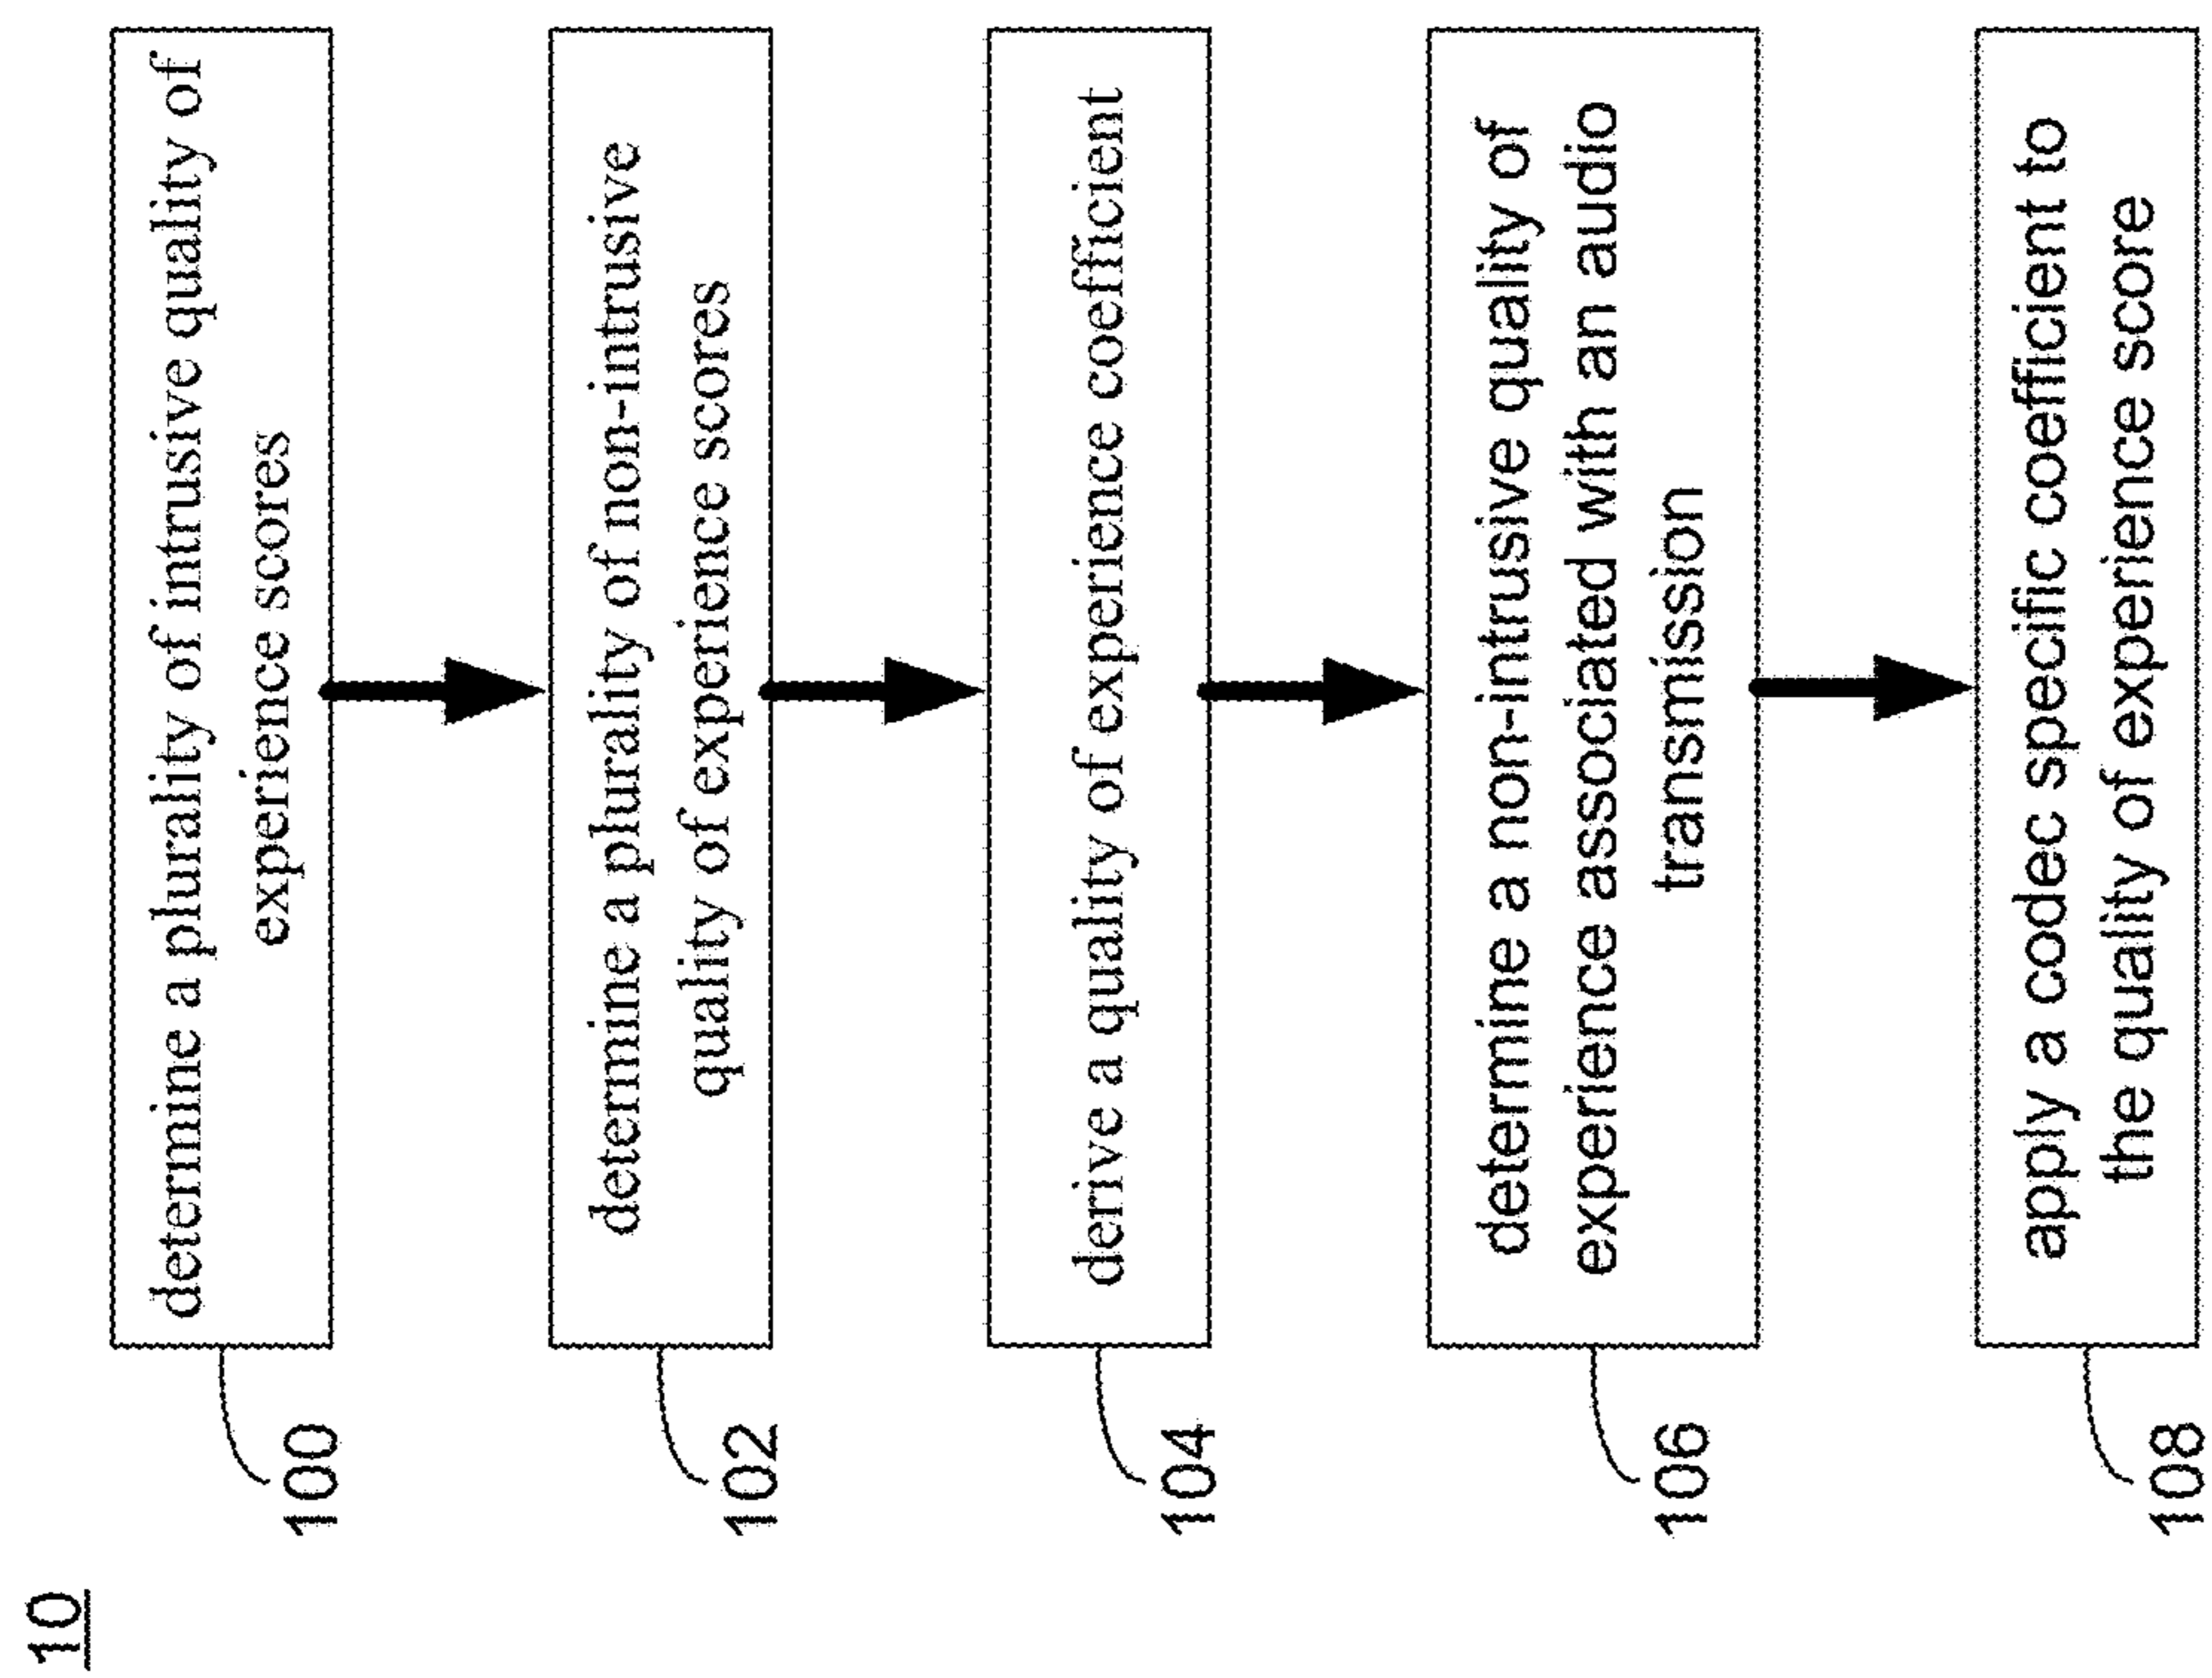 10
determine a plurality of intrusive quality of
experience scores
100
determine a plurality of non-intrusive
quality of experience scores
102
derive a quality of experience coefficient
104
determine a non-intrusive quality of
experience associated with an audio
transmission
106
apply a codec specific coefficient to
the quality of experience score
108